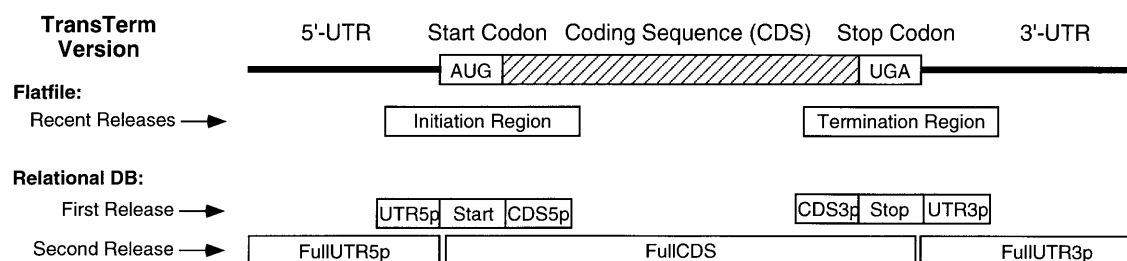 TransTerm
Version
5'-UTR Start Codon Coding Sequence (CDS) Stop Codon 3'-UTR
AUG UGA
Flatfile:
Recent Releases Initiation Region Termination Region
Relational DB:
First Release UTR5p Start CDS5p CDS3p Stop UTR3p
Second Release FullUTR5p FullCDS FullUTR3p